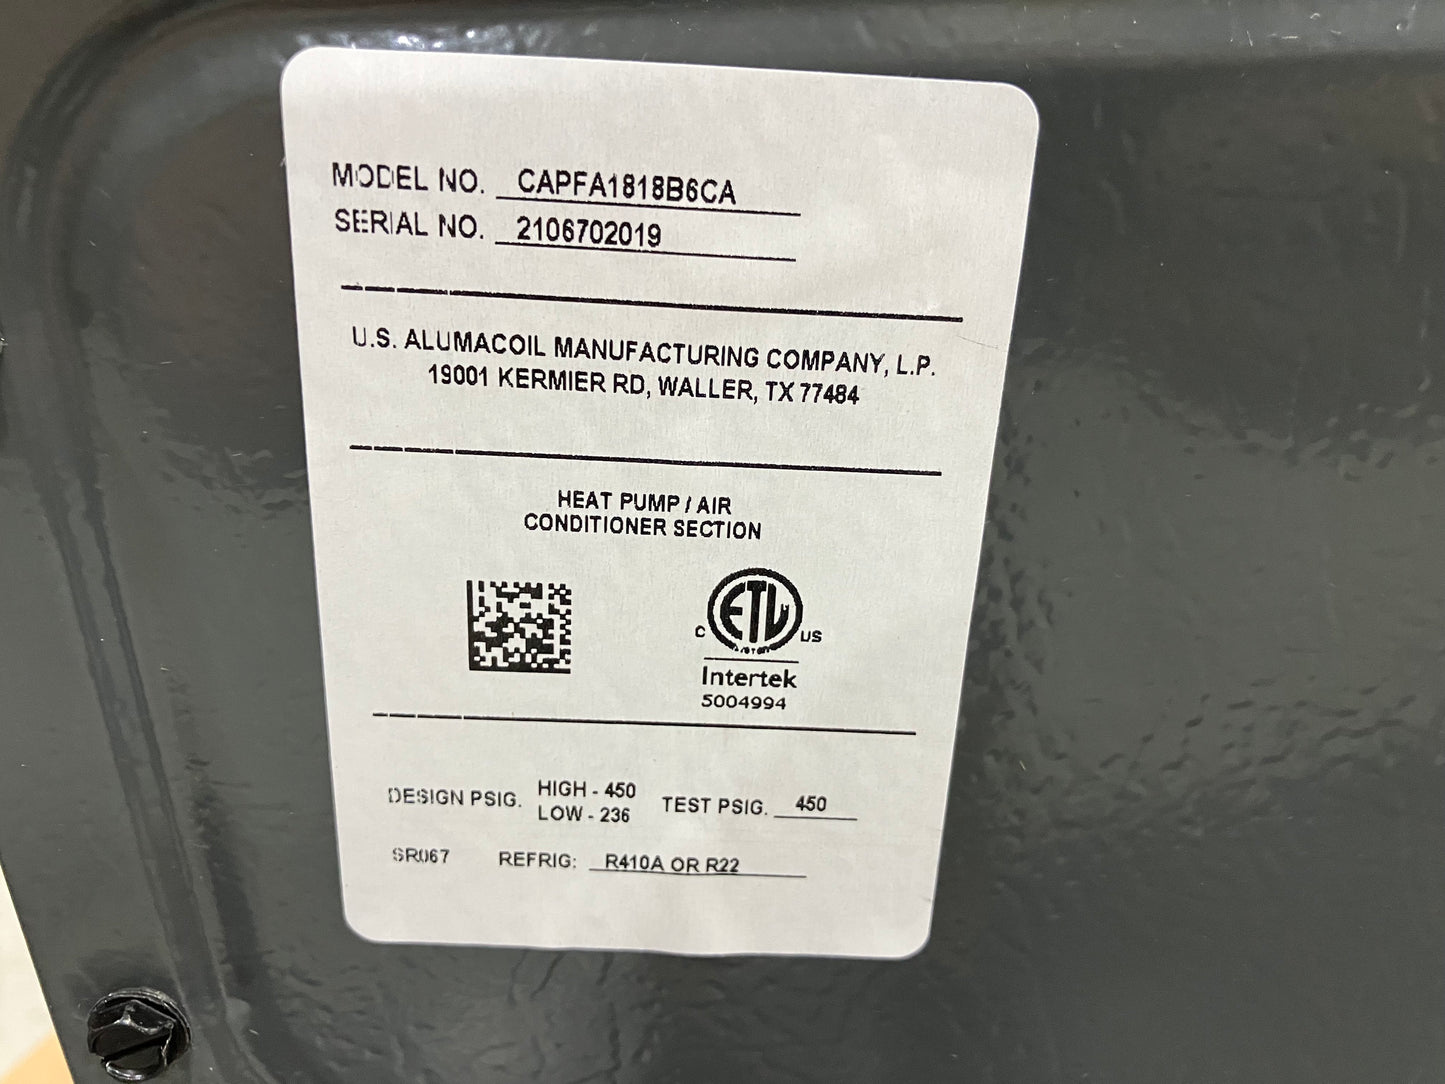 MODEL NO. CAPFA1818B6CA
SERIAL NO. 2106702019
U.S. ALUMACOIL MANUFACTURING COMPANY, L.P.
19001 KERMIER RD, WALLER, TX 77484
HEAT PUMP / AIR
CONDITIONER SECTION
ETL
C US
Intertek
5004994
DESIGN PSIG. HIGH - 450 TEST PSIG. 450
LOW - 236
SR067 REFRIG: R410A OR R22